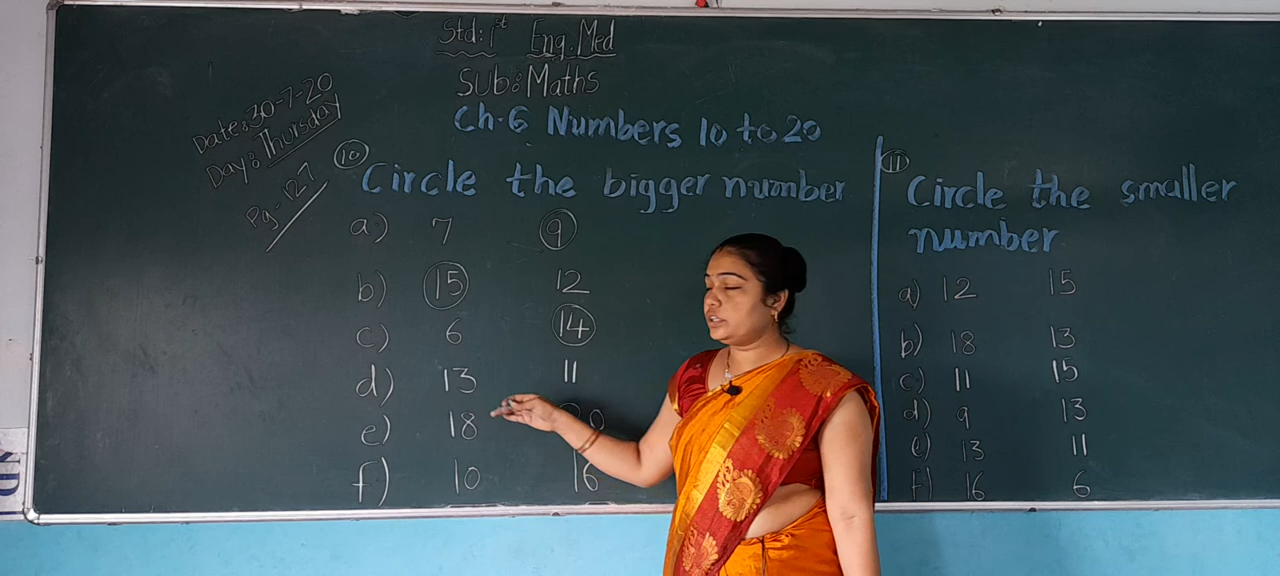 Std: 1st Eng.Med
Sub: Maths
Ch.6 Numbers 10 to 20
Date: 30-7-20
Day: Thursday
Pg-127
10 Circle the bigger number
a) 7 9
b) 15 12
c) 6 14
d) 13 11
e) 18 20
f) 10 16
11 Circle the smaller
number
a) 12 15
b) 18 13
c) 11 15
d) 9 13
e) 13 11
f) 16 6